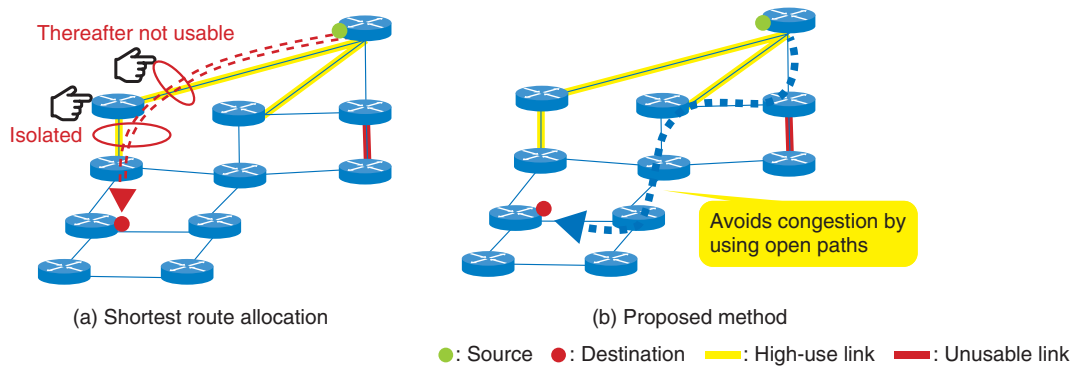 Thereafter not usable
Isolated
Avoids congestion by
using open paths
(a) Shortest route allocation
(b) Proposed method
: Source : Destination : High-use link : Unusable link